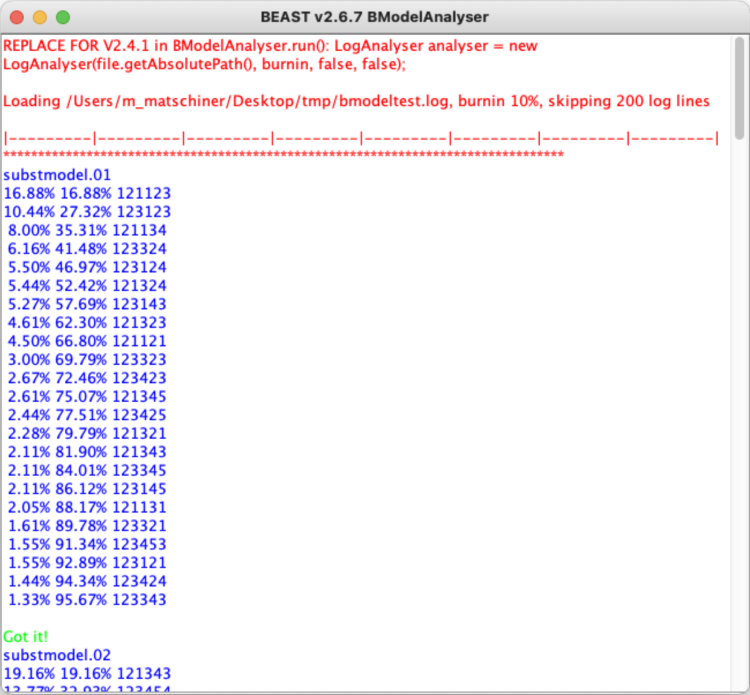 BEAST v2.6.7 BModelAnalyser
REPLACE FOR V2.4.1 in BModelAnalyser.run(): LogAnalyser analyser = new
LogAnalyser(file.getAbsolutePath(), burnin, false, false);
Loading /Users/m_matschiner/Desktop/tmp/bmodeltest.log, burnin 10%, skipping 200 log lines
|---------|---------|---------|---------|---------|---------|---------|---------|
*********************************************************************************
substmodel.01
16.88% 16.88% 121123
10.44% 27.32% 123123
8.00% 35.31% 121134
6.16% 41.48% 123324
5.50% 46.97% 123124
5.44% 52.42% 121324
5.27% 57.69% 123143
4.61% 62.30% 121323
4.50% 66.80% 121121
3.00% 69.79% 123323
2.67% 72.46% 123423
2.61% 75.07% 121345
2.44% 77.51% 123425
2.28% 79.79% 121321
2.11% 81.90% 121343
2.11% 84.01% 123345
2.11% 86.12% 123145
2.05% 88.17% 121131
1.61% 89.78% 123321
1.55% 91.34% 123453
1.55% 92.89% 123121
1.44% 94.34% 123424
1.33% 95.67% 123343
Got it!
substmodel.02
19.16% 19.16% 121343
13.77% 32.93% 123454